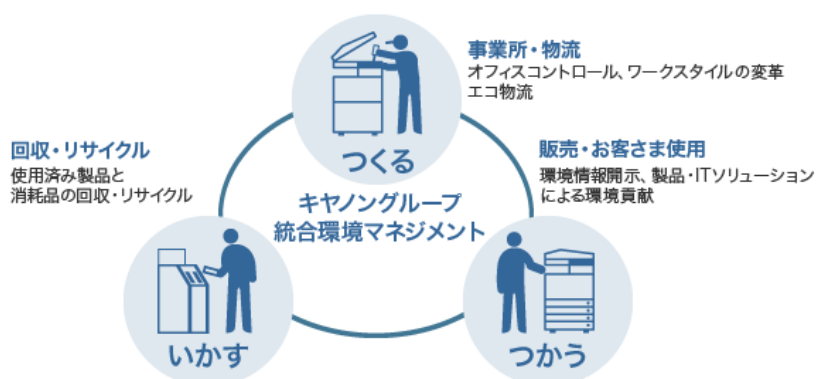 事業所・物流
オフィスコントロール、ワークスタイルの変革
エコ物流
つくる
回収・リサイクル
使用済み製品と
消耗品の回収・リサイクル
販売・お客さま使用
環境情報開示、製品・ITソリューション
による環境貢献
キヤノングループ
統合環境マネジメント
いかす
つかう